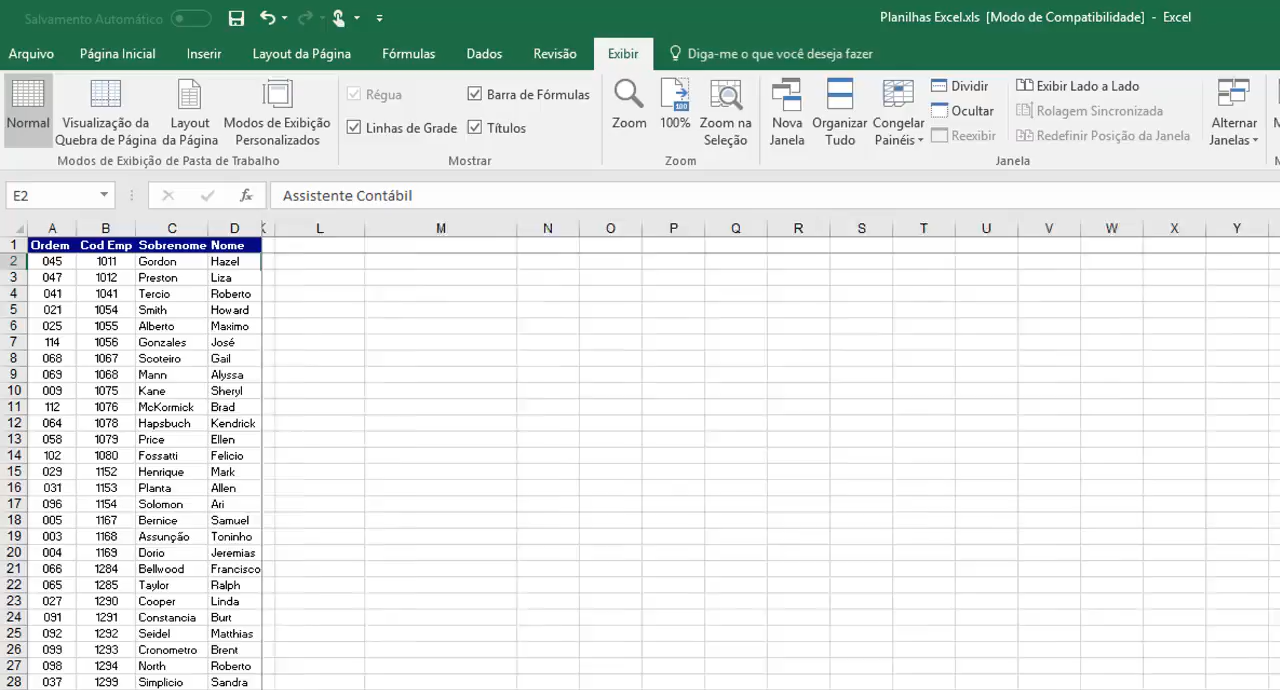 Salvamento Automático
Planilhas Excel.xls [Modo de Compatibilidade] - Excel
Arquivo Página Inicial Inserir Layout da Página Fórmulas Dados Revisão Exibir Diga-me o que você deseja fazer
Normal
Visualização da
Quebra de Página
Layout
da Página
Modos de Exibição
Personalizados
Modos de Exibição de Pasta de Trabalho
Régua
Barra de Fórmulas
Linhas de Grade
Títulos
Mostrar
Zoom
100
100%
Zoom na
Seleção
Zoom
Nova
Janela
Organizar
Tudo
Congelar
Painéis
Dividir
Ocultar
Reexibir
Exibir Lado a Lado
Rolagem Sincronizada
Redefinir Posição da Janela
Janela
Alternar
Janelas
E2 fx Assistente Contábil
A B C D K L M N O P Q R S T U V W X Y
1 Ordem Cod Emp Sobrenome Nome
2 045 1011 Gordon Hazel
3 047 1012 Preston Liza
4 041 1041 Tercio Roberto
5 021 1054 Smith Howard
6 025 1055 Alberto Maximo
7 114 1056 Gonzales José
8 068 1067 Scoteiro Gail
9 069 1068 Mann Alyssa
10 009 1075 Kane Sheryl
11 112 1076 McKormick Brad
12 064 1078 Hapsbuch Kendrick
13 058 1079 Price Ellen
14 102 1080 Fossatti Felicio
15 029 1152 Henrique Mark
16 031 1153 Planta Allen
17 096 1154 Solomon Ari
18 005 1167 Bernice Samuel
19 003 1168 Assunção Toninho
20 004 1169 Dorio Jeremias
21 066 1284 Bellwood Francisco
22 065 1285 Taylor Ralph
23 027 1290 Cooper Linda
24 091 1291 Constancia Burt
25 092 1292 Seidel Matthias
26 099 1293 Cronometro Brent
27 098 1294 North Roberto
28 037 1299 Simplicio Sandra